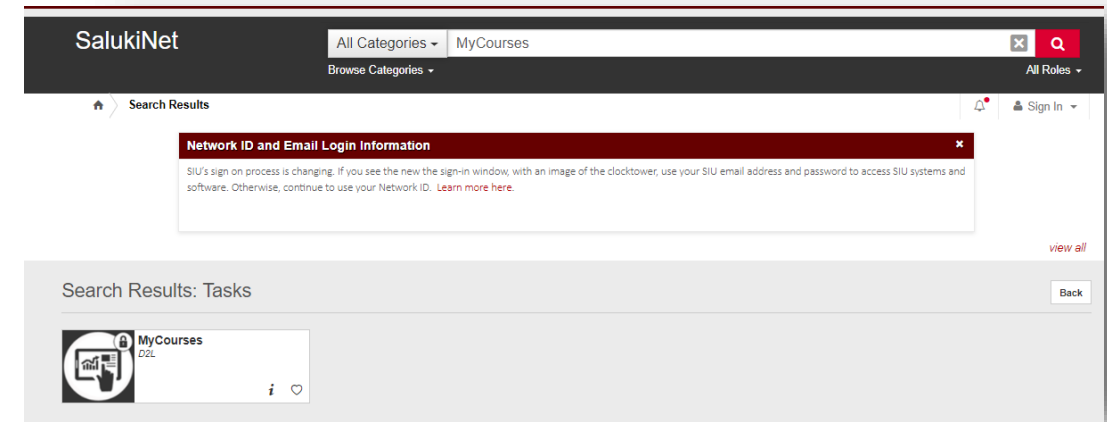 SalukiNet
All Categories
MyCourses
Browse Categories
All Roles
Search Results
Sign In
Network ID and Email Login Information
SIU's sign on process is changing. If you see the new the sign-in window, with an image of the clocktower, use your SIU email address and password to access SIU systems and
software. Otherwise, continue to use your Network ID. Learn more here.
view all
Search Results: Tasks
Back
MyCourses
D2L
i